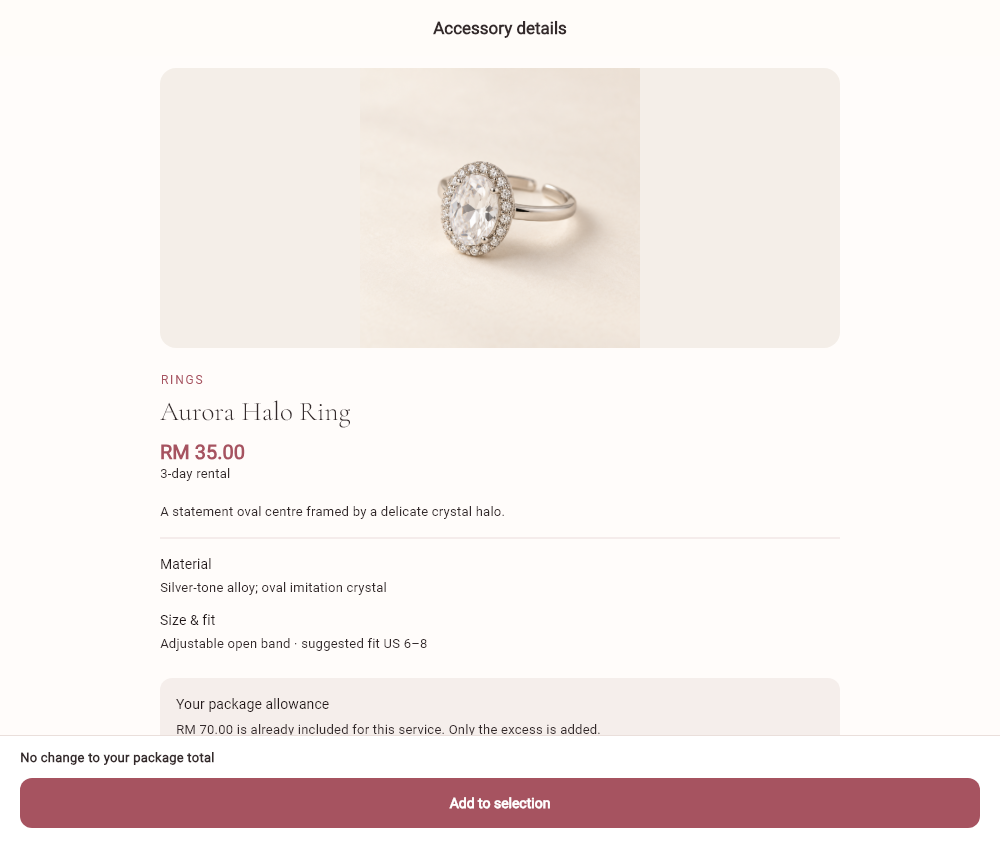 Accessory details
RINGS
Aurora Halo Ring
RM 35.00
3-day rental
A statement oval centre framed by a delicate crystal halo.
Material
Silver-tone alloy; oval imitation crystal
Size & fit
Adjustable open band · suggested fit US 6–8
Your package allowance
RM 70.00 is already included for this service. Only the excess is added.
No change to your package total
Add to selection